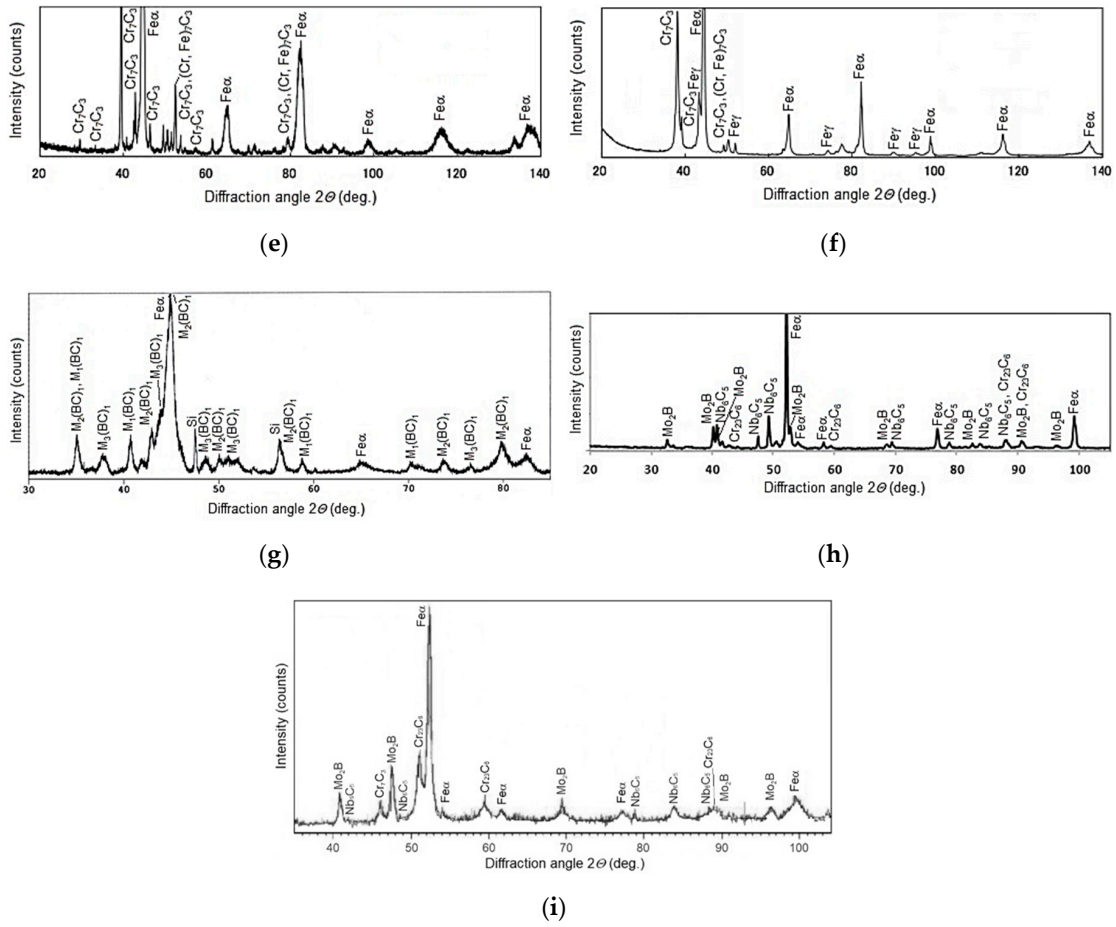 Intensity (counts)
Cr7C3
Cr7C3
Cr7C3
Cr7C3
Feα
Cr7C3
Cr7C3, (Cr, Fe)7C3
Cr7C3
Feα
Cr7C3, (Cr, Fe)7C3
Feα
Feα
Feα
Feα
20 40 60 80 100 120 140
Diffraction angle 2Θ (deg.)
(e)
Intensity (counts)
Cr7C3
Cr7C3
Feγ
Feα
Cr7C3, (Cr, Fe)7C3
Feγ
Feα
Feγ
Feα
Feγ
Feγ
Feα
Feα
Feα
20 40 60 80 100 120 140
Diffraction angle 2Θ (deg.)
(f)
Intensity (counts)
M2(BC)1, M1(BC)1
M3(BC)1
M1(BC)1
M2(BC)1
M3(BC)1
Feα
M2(BC)1
Si
M3(BC)1
M2(BC)1
M3(BC)1
Si
M2(BC)1
M1(BC)1
Feα
M1(BC)1
M2(BC)1
M3(BC)1
M2(BC)1
Feα
30 40 50 60 70 80
Diffraction angle 2Θ (deg.)
(g)
Intensity (counts)
Mo2B
Mo2B
Nb6C5
Mo2B
Cr23C6
Nb6C5
Nb6C5
Feα
Feα
Mo2B
Feα
Cr23C6
Mo2B
Nb6C5
Feα
Nb6C5
Mo2B
Nb6C5
Nb6C5, Cr23C6
Mo2B, Cr23C6
Mo2B
Feα
20 30 40 50 60 70 80 90 100
Diffraction angle 2Θ (deg.)
(h)
Intensity (counts)
Mo2B
Nb6C5
Cr7C3
Mo2B
Nb6C5
Cr23C6
Feα
Feα
Cr23C6
Feα
Mo2B
Feα
Nb6C5
Nb6C5
Nb6C5, Cr23C6
Mo2B
Mo2B
Feα
40 50 60 70 80 90 100
Diffraction angle 2Θ (deg.)
(i)